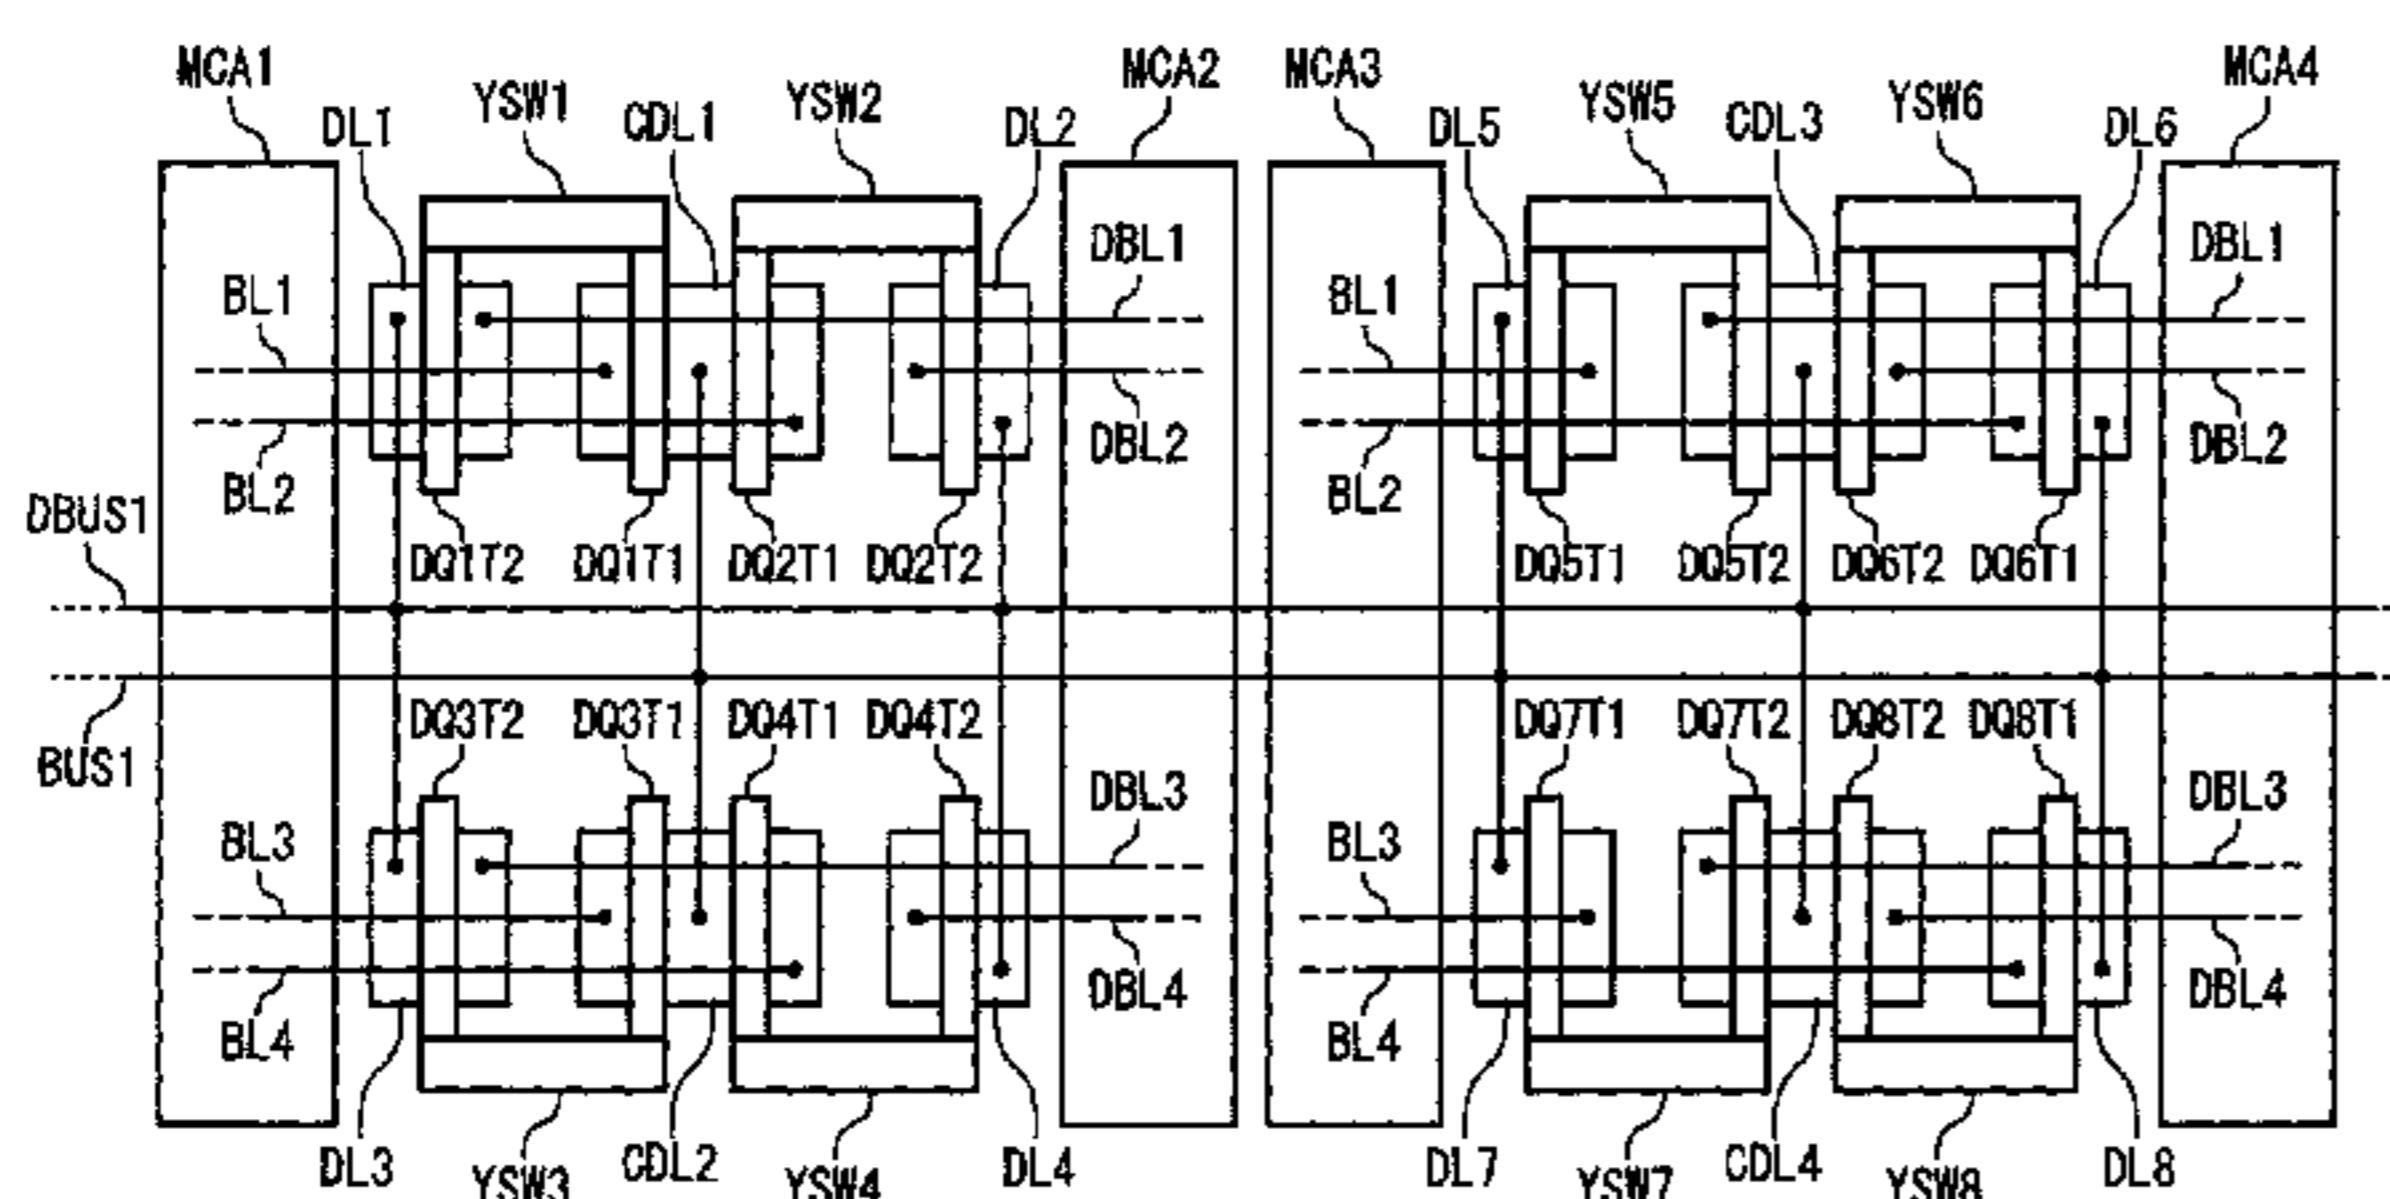 MCA1 MCA2 MCA3 MCA4
YSW1 YSW2 YSW5 YSW6
DL1 CDL1 DL2 DL5 CDL3 DL6
DBL1 DBL1
BL1 BL1
DBL2 DBL2
BL2 BL2
DBUS1
DQ1T2 DQ1T1 DQ2T1 DQ2T2 DQ5T1 DQ5T2 DQ6T2 DQ6T1
DQ3T2 DQ3T1 DQ4T1 DQ4T2 DQ7T1 DQ7T2 DQ8T2 DQ8T1
BUS1
DBL3 DBL3
BL3 BL3
DBL4 DBL4
BL4 BL4
DL3 CDL2 DL4 DL7 CDL4 DL8
YSW3 YSW4 YSW7 YSW8